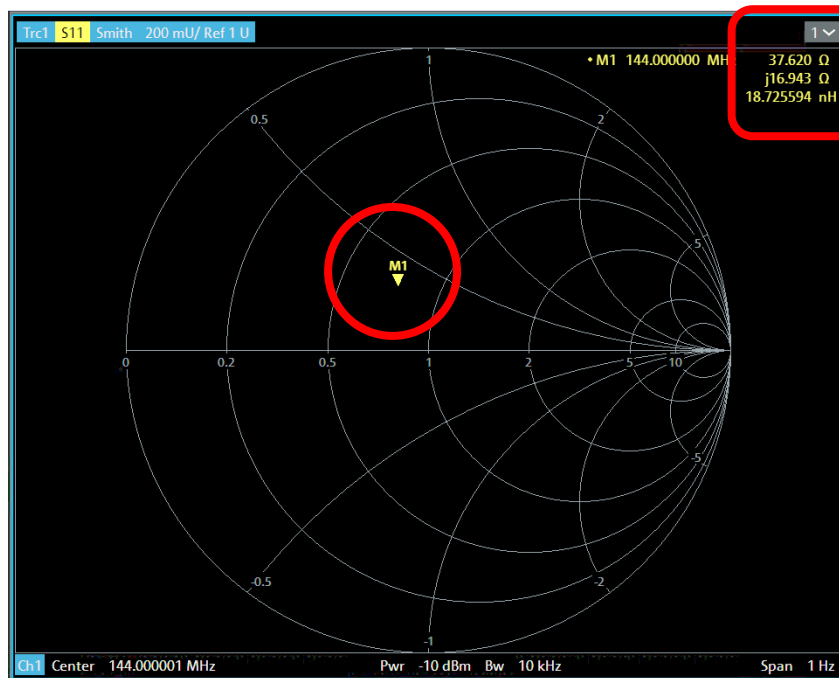 Trc1 S11 Smith 200 mU/ Ref 1 U
1
1
•M1 144.000000 MHz 37.620 Ω
j16.943 Ω
18.725594 nH
0.5
2
5
M1
0 0.2 0.5 1 2 5 10
-5
-0.5
-2
-1
Ch1 Center 144.000001 MHz Pwr -10 dBm Bw 10 kHz Span 1 Hz